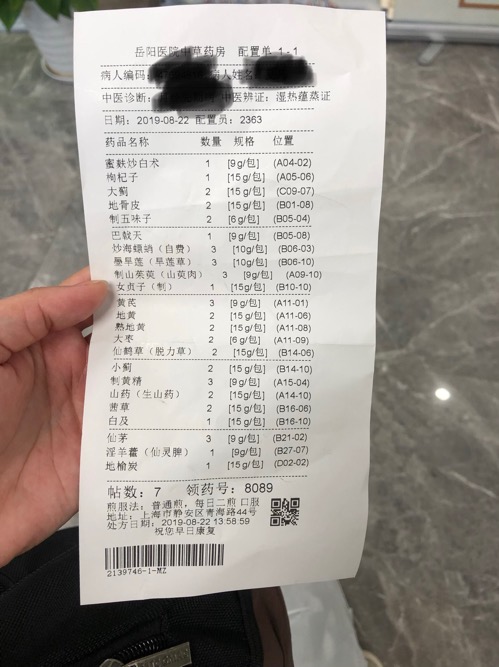 岳阳医院中草药房 配置单 1-1
病人编码: 病人姓名
中医诊断: 中医辨证: 湿热蕴蒸证
日期: 2019-08-22 配置员: 2363
药品名称 数量 规格 位置
蜜麸炒白术 1 [9g/包] (A04-02)
枸杞子 1 [15g/包] (A05-06)
大蓟 2 [15g/包] (C09-07)
地骨皮 2 [15g/包] (B01-08)
制五味子 2 [6g/包] (B05-04)
巴戟天 1 [9g/包] (B05-08)
炒海螵蛸（自费） 3 [10g/包] (B06-03)
墨旱莲（旱莲草） 3 [10g/包] (B06-10)
制山茱萸（山萸肉） 3 [9g/包] (A09-10)
女贞子（制） 1 [15g/包] (B10-10)
黄芪 3 [9g/包] (A11-01)
地黄 2 [15g/包] (A11-06)
熟地黄 2 [15g/包] (A11-08)
大枣 2 [6g/包] (A11-09)
仙鹤草（脱力草） 2 [15g/包] (B14-06)
小蓟 2 [15g/包] (B14-10)
制黄精 3 [9g/包] (A15-04)
山药（生山药） 2 [15g/包] (A14-10)
茜草 2 [15g/包] (B16-06)
白及 1 [15g/包] (B16-10)
仙茅 3 [9g/包] (B21-02)
淫羊藿（仙灵脾） 1 [9g/包] (B27-07)
地榆炭 1 [15g/包] (D02-02)
帖数: 7 领药号: 8089
煎服法: 普通煎, 每日二煎 口服
地址: 上海市静安区青海路44号
处方日期: 2019-08-22 13:58:59
祝您早日康复
2139746-1-MZ